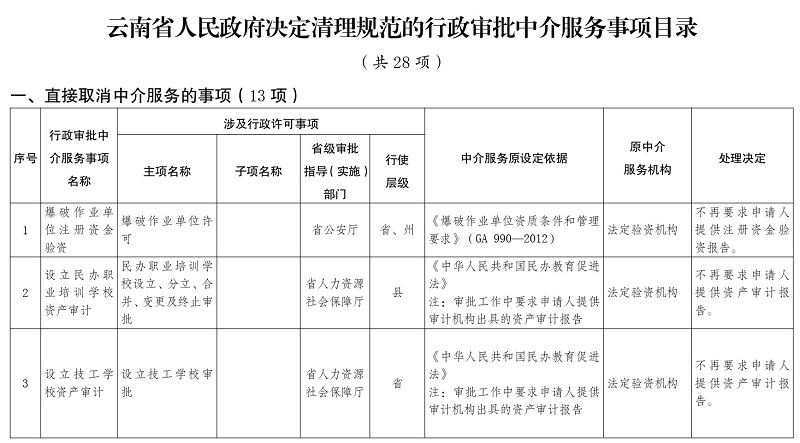 云南省人民政府决定清理规范的行政审批中介服务事项目录
（共 28 项）
一、直接取消中介服务的事项（13 项）
序号
行政审批中
介服务事项
名称
涉及行政许可事项
主项名称
子项名称
省级审批
指导（实施）
部门
行使
层级
中介服务原设定依据
原中介
服务机构
处理决定
1
爆破作业单
位注册资金
验资
爆破作业单位许
可
省公安厅
省、州
《爆破作业单位资质条件和管理
要求》（GA 990—2012）
法定验资机构
不再要求申请人
提供注册资金验
资报告。
2
设立民办职
业培训学校
资产审计
民办职业培训学
校设立、分立、合
并、变更及终止审
批
省人力资源
社会保障厅
县
《中华人民共和国民办教育促进
法》
注：审批工作中要求申请人提供
审计机构出具的资产审计报告
法定验资机构
不再要求申请人
提供资产审计报
告。
3
设立技工学
校资产审计
设立技工学校审
批
省人力资源
社会保障厅
省
《中华人民共和国民办教育促进
法》
注：审批工作中要求申请人提供
审计机构出具的资产审计报告
法定验资机构
不再要求申请人
提供资产审计报
告。